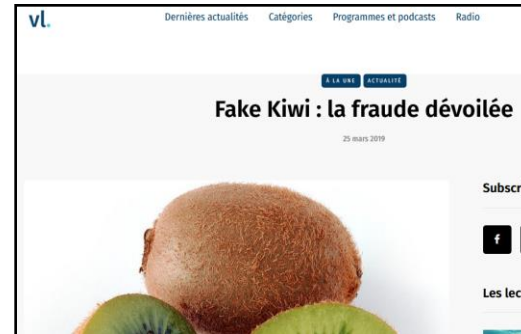 vl.
Dernières actualités Catégories Programmes et podcasts Radio
À LA UNE ACTUALITÉ
Fake Kiwi : la fraude dévoilée
25 mars 2019
Subscr
f
Les lec